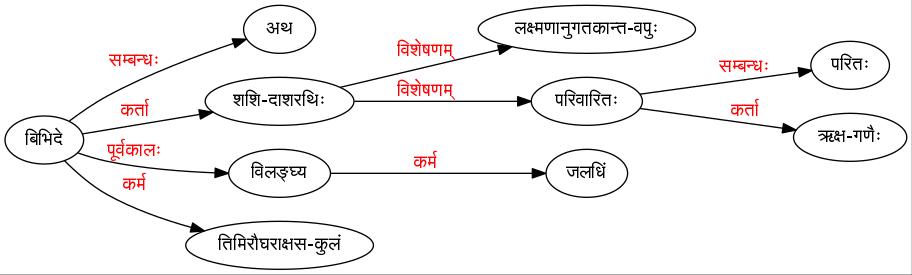 अथ
लक्ष्मणानुगतकान्त-वपुः
सम्बन्धः
विशेषणम्
सम्बन्धः
परितः
कर्ता
शशि-दाशरथिः
विशेषणम्
परिवारितः
कर्ता
ऋक्ष-गणैः
बिभिदे
पूर्वकालः
विलङ्घ्य
कर्म
जलधिं
कर्म
तिमिरौघराक्षस-कुलं